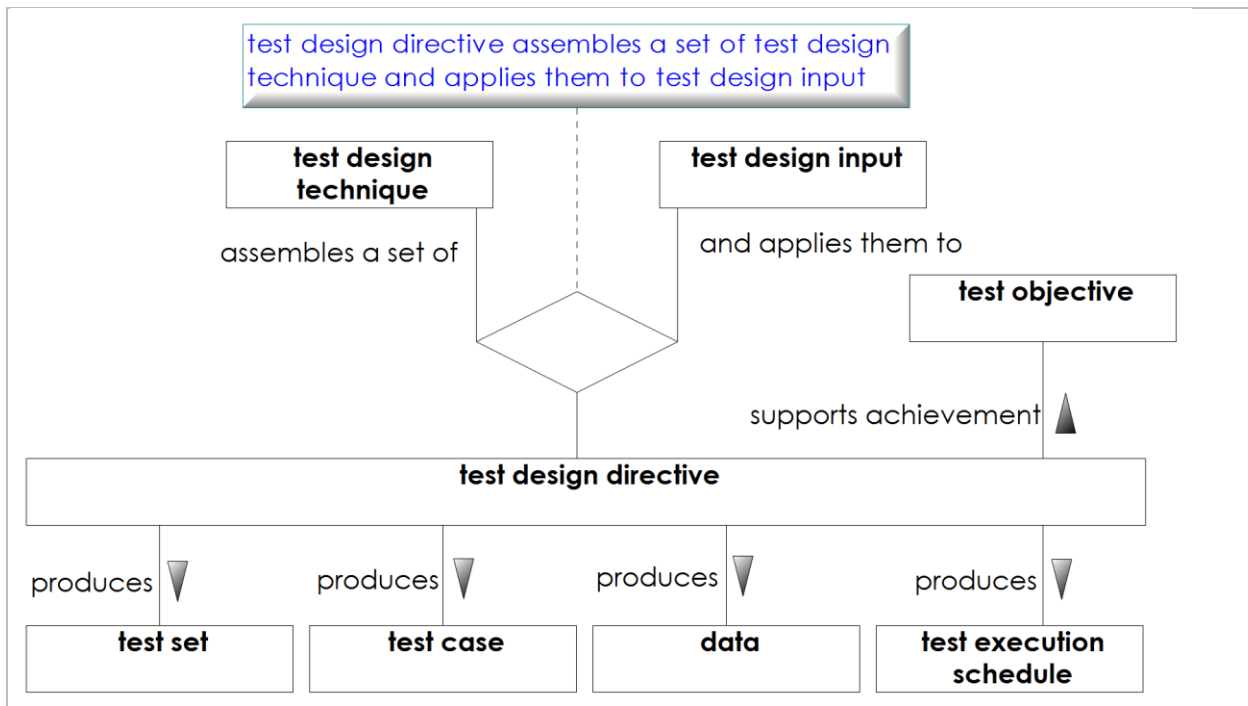 test design directive assembles a set of test design
technique and applies them to test design input
test design
technique
test design input
assembles a set of
and applies them to
test objective
supports achievement
test design directive
produces
produces
produces
produces
test set
test case
data
test execution
schedule